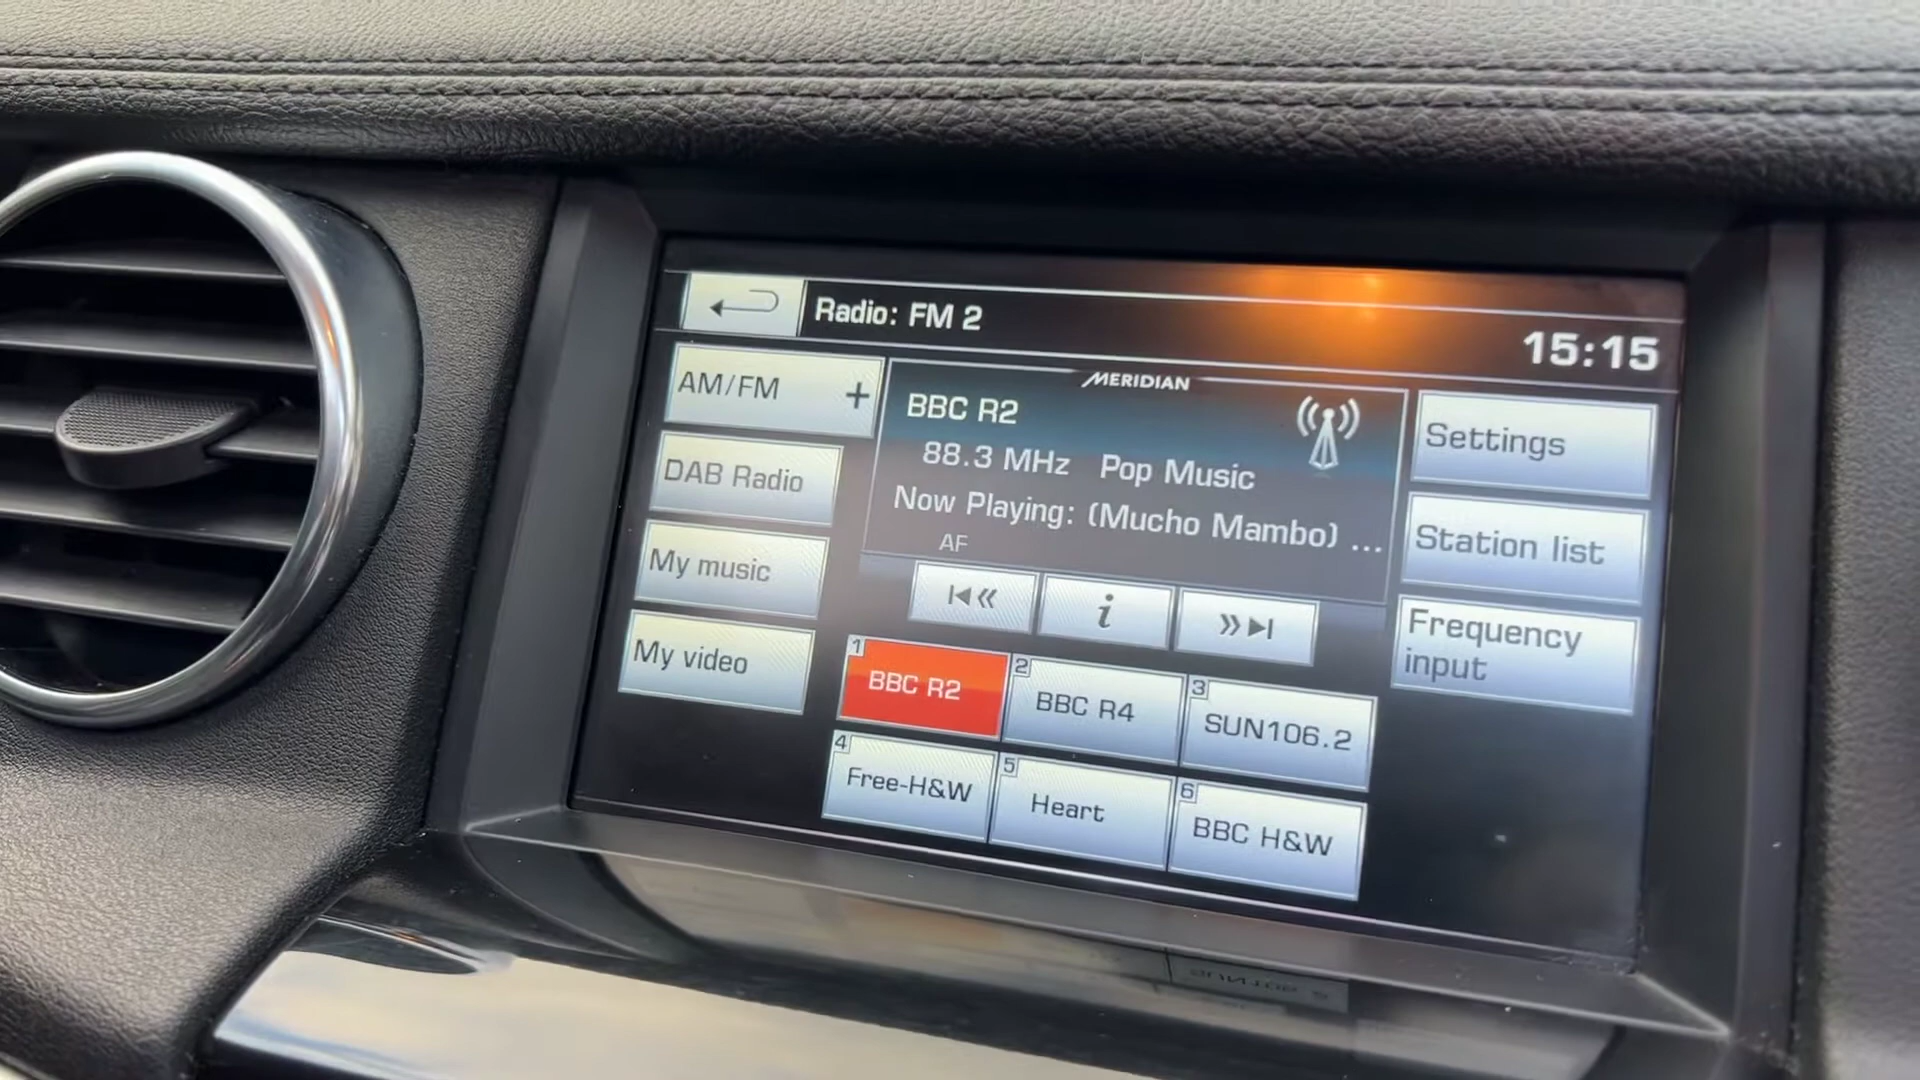 Radio: FM 2
15:15
AM/FM +
DAB Radio
My music
My video
MERIDIAN
BBC R2
88.3 MHz Pop Music
Now Playing: (Mucho Mambo) ...
AF
i
Settings
Station list
Frequency
input
1
BBC R2
2
BBC R4
3
SUN106.2
4
Free-H&W
5
Heart
6
BBC H&W